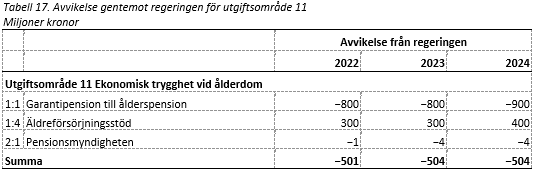 Tabell 17. Avvikelse gentemot regeringen för utgiftsområde 11
Miljoner kronor
Avvikelse från regeringen
2022 2023 2024
Utgiftsområde 11 Ekonomisk trygghet vid ålderdom
1:1 Garantipension till ålderspension −800 −800 −900
1:4 Äldreförsörjningsstöd 300 300 400
2:1 Pensionsmyndigheten −1 −4 −4
Summa −501 −504 −504